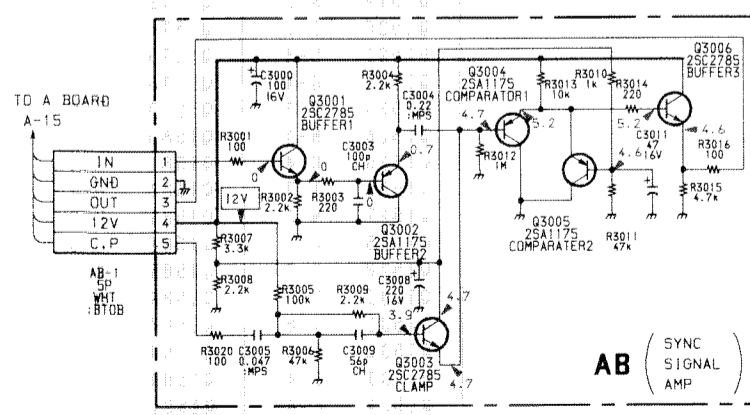 TO A BOARD
A-15
IN 1
GND 2
OUT 3
12V 4
C.P 5
AB-1
5P
WHT
:BTOB
R3001
100
C3000
100
16V
Q3001
2SC2785
BUFFER1
0
R3002
2.2k
0
R3003
220
C3003
100p
CH
0
R3004
2.2k
0.7
Q3002
2SA1175
BUFFER2
C3004
0.22
:MPS
4.7
Q3004
2SA1175
COMPARATOR1
R3012
1M
5.2
R3013
10k
R3010
1k
R3014
220
5.2
Q3006
2SC2785
BUFFER3
4.6
C3011
47
16V
4.6
R3016
100
R3015
4.7k
R3011
47k
Q3005
2SA1175
COMPARATER2
12V
R3007
3.3k
R3008
2.2k
R3005
100k
R3009
2.2k
C3008
220
16V
3.9
4.7
R3020
100
C3005
0.047
:MPS
R3006
47k
C3009
56p
CH
Q3003
2SC2785
CLAMP
4.7
AB
SYNC
SIGNAL
AMP